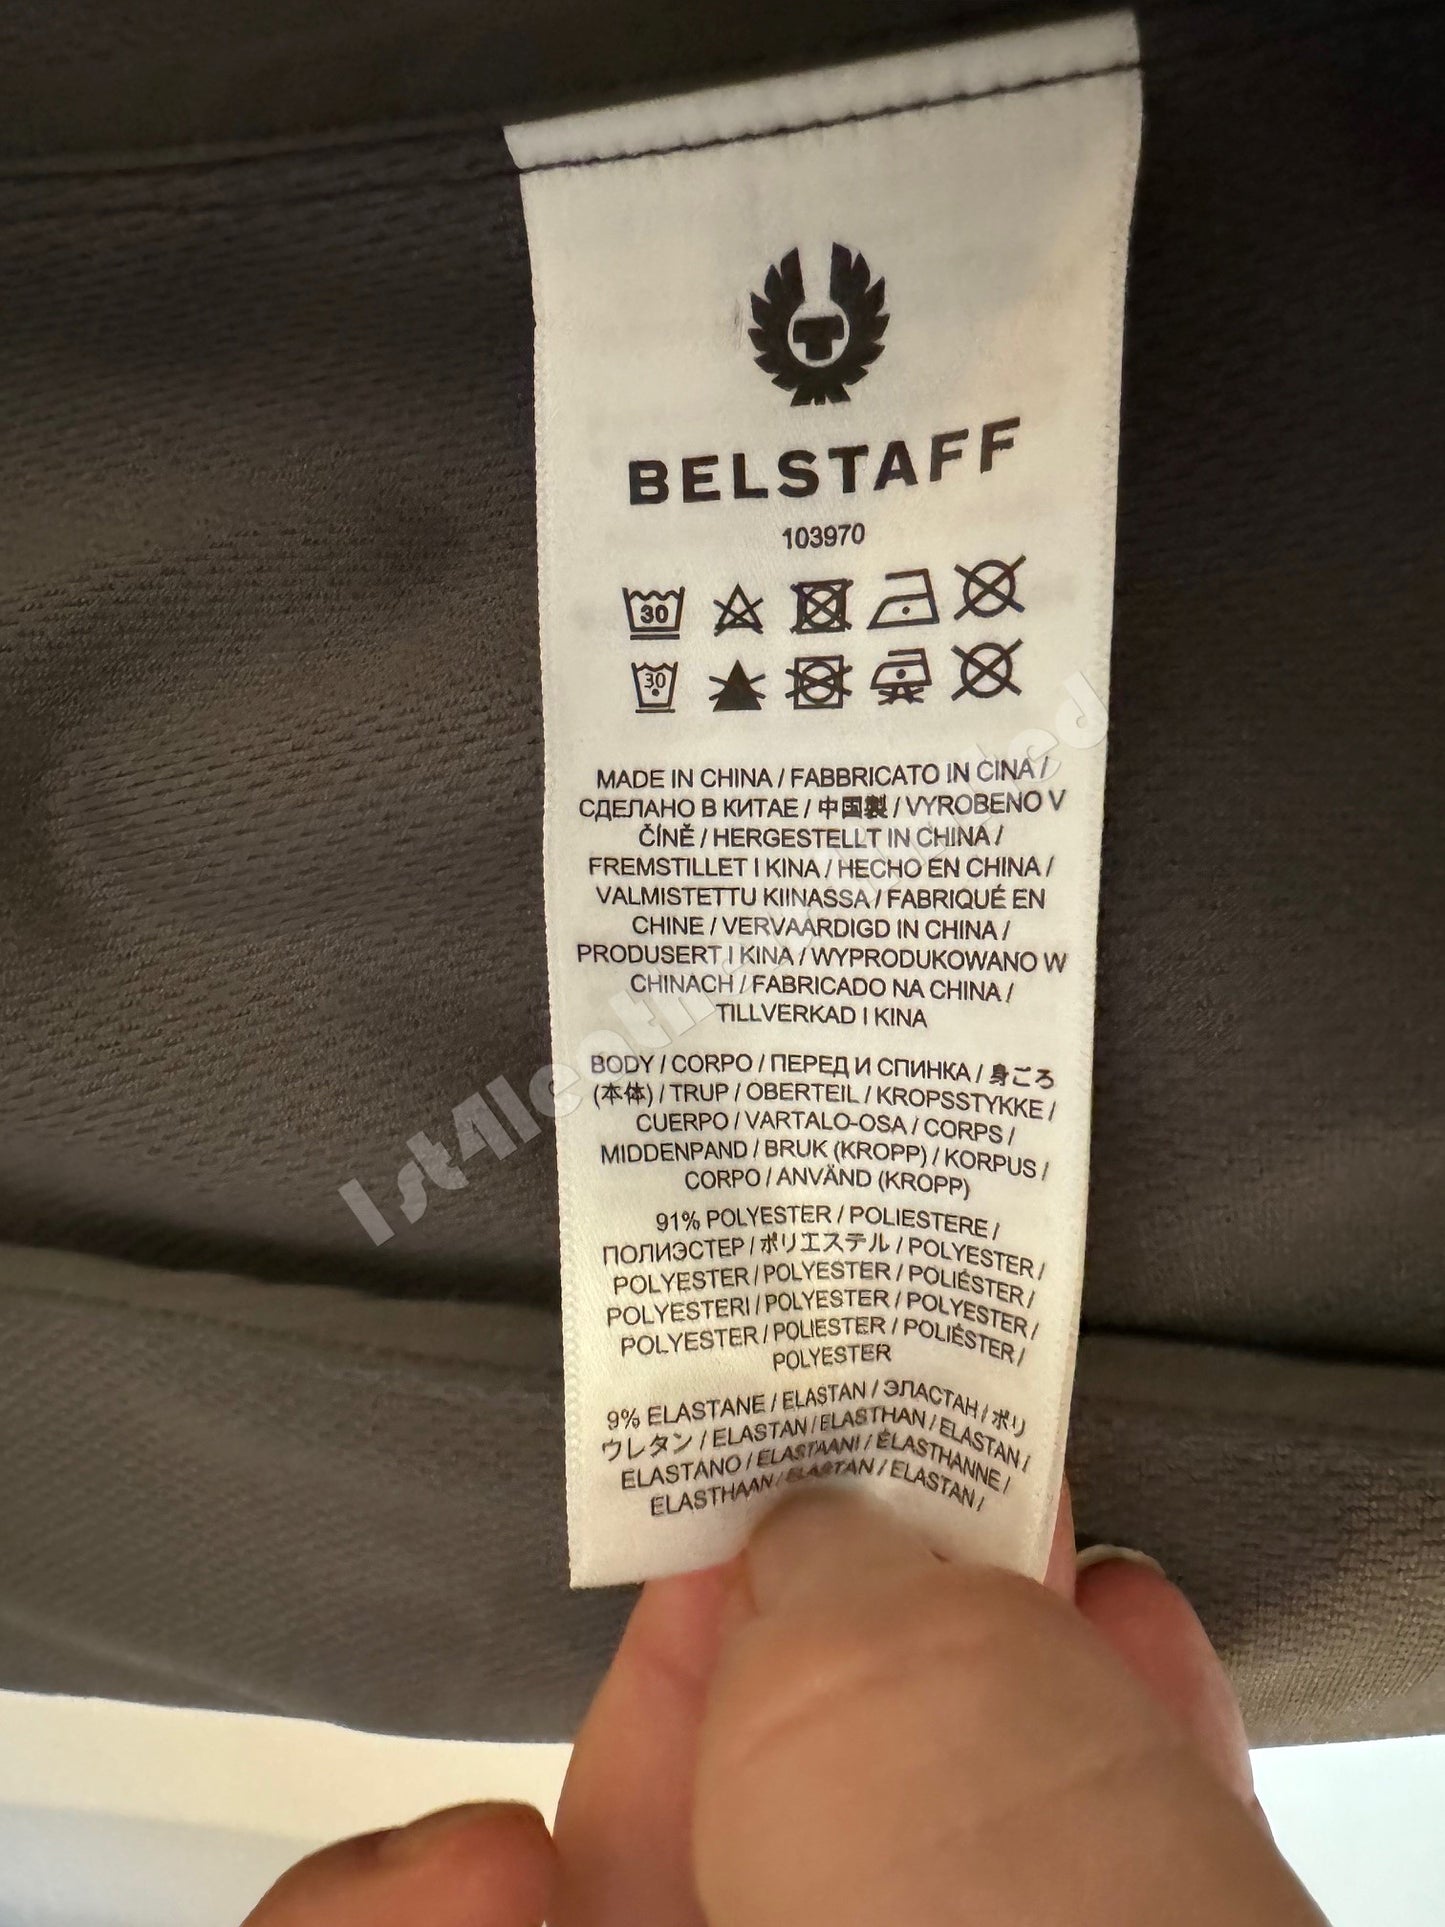 BELSTAFF
103970
30
30
MADE IN CHINA / FABBRICATO IN CINA /
СДЕЛАНО В КИТАЕ / 中国製 / VYROBENO V
ČÍNĚ / HERGESTELLT IN CHINA /
FREMSTILLET I KINA / HECHO EN CHINA /
VALMISTETTU KIINASSA / FABRIQUÉ EN
CHINE / VERVAARDIGD IN CHINA /
PRODUSERT I KINA / WYPRODUKOWANO W
CHINACH / FABRICADO NA CHINA /
TILLVERKAD I KINA
BODY / CORPO / ПЕРЕД И СПИНКА / 身ごろ
(本体) / TRUP / OBERTEIL / KROPSSTYKKE /
CUERPO / VARTALO-OSA / CORPS /
MIDDENPAND / BRUK (KROPP) / KORPUS /
CORPO / ANVÄND (KROPP)
91% POLYESTER / POLIESTERE /
ПОЛИЭСТЕР / ポリエステル / POLYESTER /
POLYESTER / POLYESTER / POLIÉSTER /
POLYESTERI / POLYESTER / POLYESTER /
POLYESTER / POLIESTER / POLIÉSTER /
POLYESTER
9% ELASTANE / ELASTAN / ЭЛАСТАН / ポリ
ウレタン / ELASTAN / ELASTHAN / ELASTAN /
ELASTANO / ELASTAANI / ÉLASTHANNE /
ELASTHAAN / ELASTAN / ELASTAN /